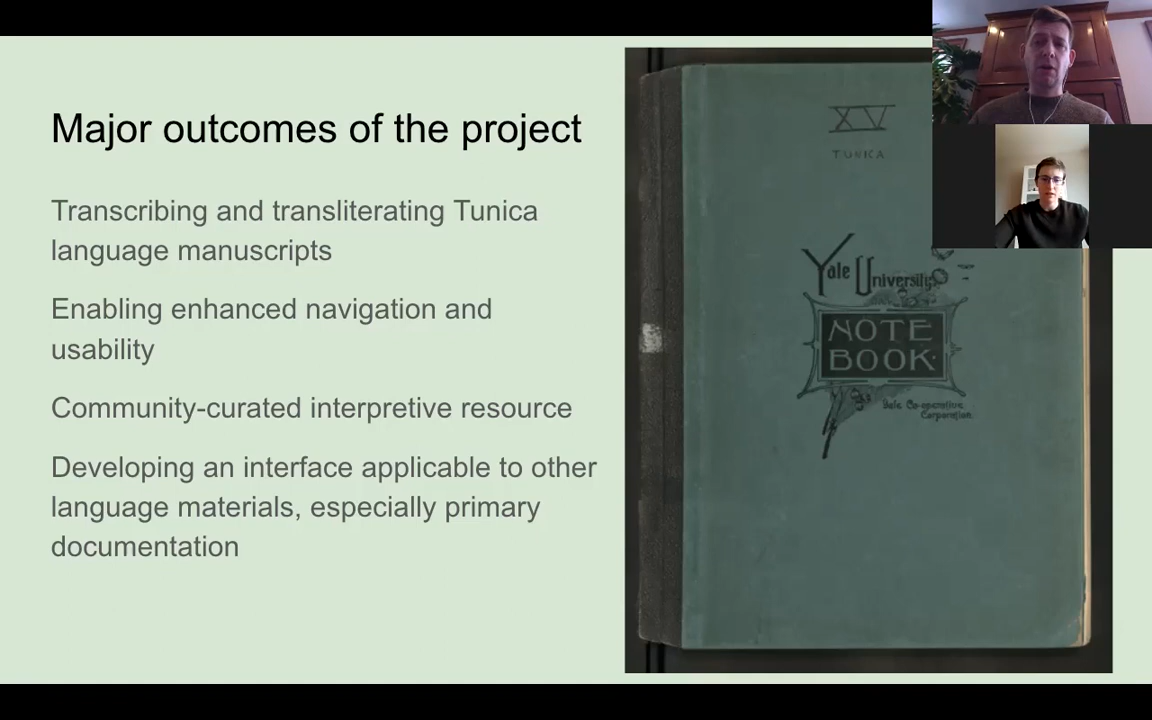 Major outcomes of the project
Transcribing and transliterating Tunica
language manuscripts
Enabling enhanced navigation and
usability
Community-curated interpretive resource
Developing an interface applicable to other
language materials, especially primary
documentation
XV
TUNICA
Yale University
NOTE
BOOK
Yale Co-operative
Corporation.